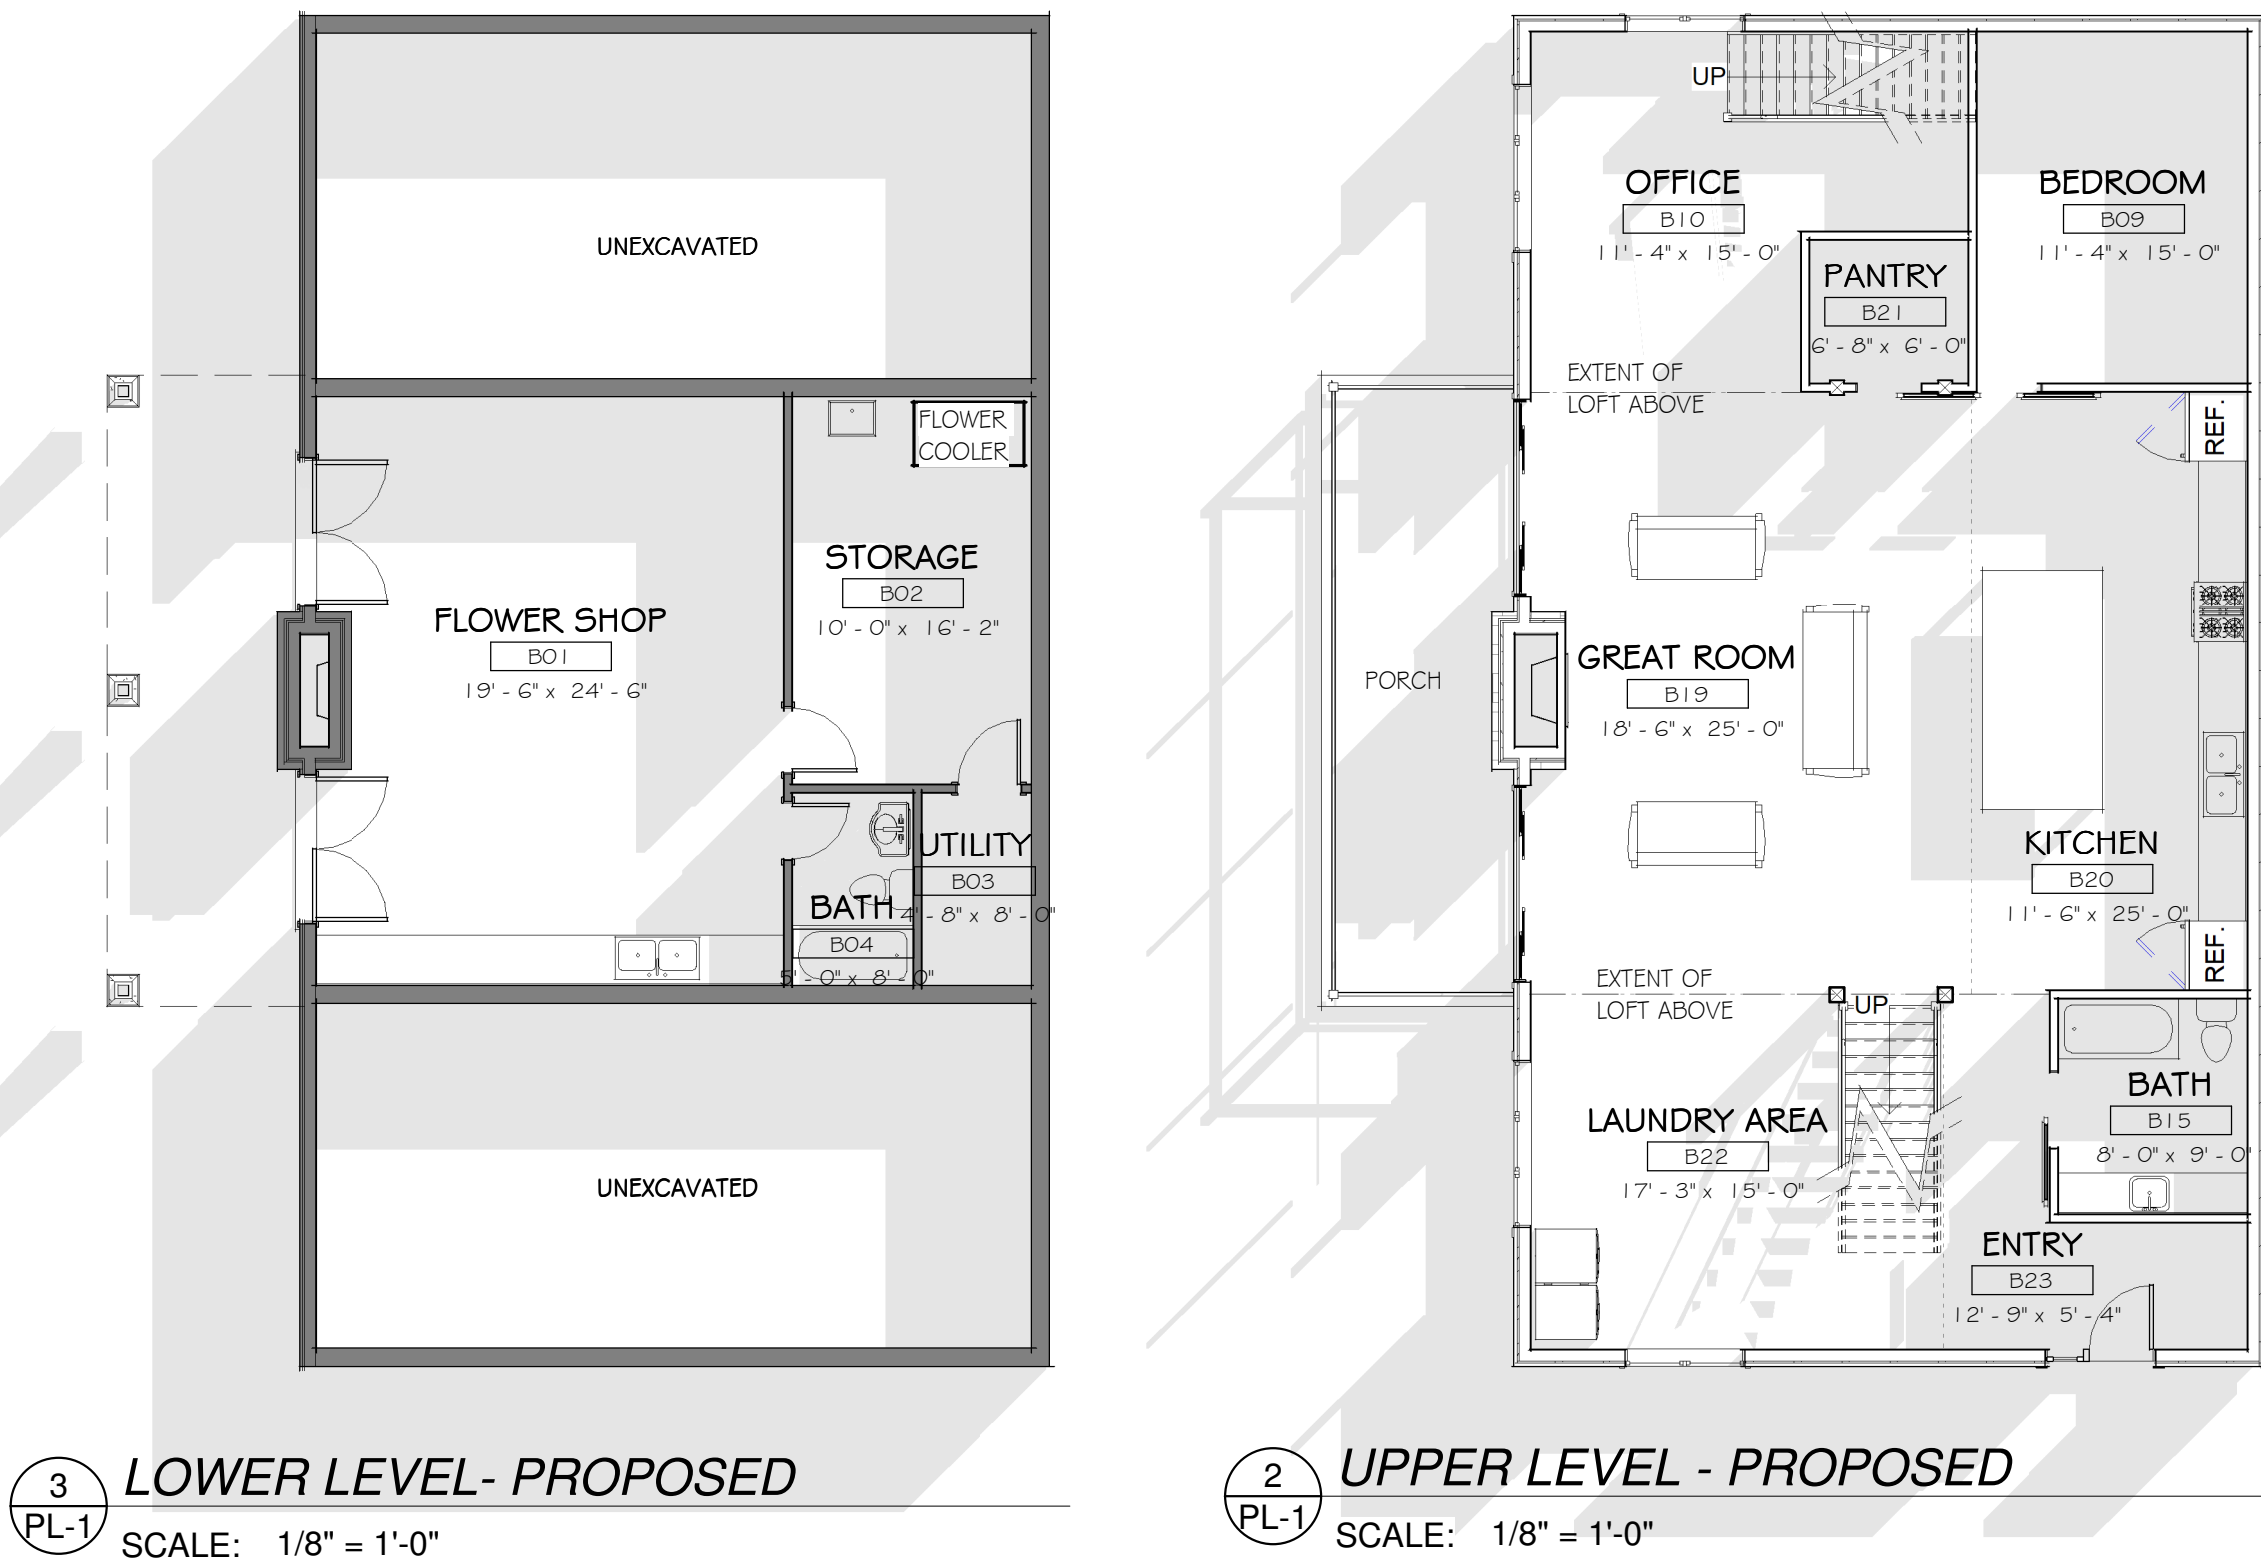 UNEXCAVATED
FLOWER
COOLER
STORAGE
B02
10' - 0" x 16' - 2"
FLOWER SHOP
B01
19' - 6" x 24' - 6"
UTILITY
B03
4' - 8" x 8' - 0"
BATH
B04
5' - 0" x 8' - 0"
UNEXCAVATED
3
PL-1
LOWER LEVEL- PROPOSED
SCALE: 1/8" = 1'-0"
UP
OFFICE
B10
11' - 4" x 15' - 0"
BEDROOM
B09
11' - 4" x 15' - 0"
PANTRY
B21
6' - 8" x 6' - 0"
EXTENT OF
LOFT ABOVE
REF.
PORCH
GREAT ROOM
B19
18' - 6" x 25' - 0"
KITCHEN
B20
11' - 6" x 25' - 0"
REF.
EXTENT OF
LOFT ABOVE
UP
BATH
B15
8' - 0" x 9' - 0"
LAUNDRY AREA
B22
17' - 3" x 15' - 0"
ENTRY
B23
12' - 9" x 5' - 4"
2
PL-1
UPPER LEVEL - PROPOSED
SCALE: 1/8" = 1'-0"